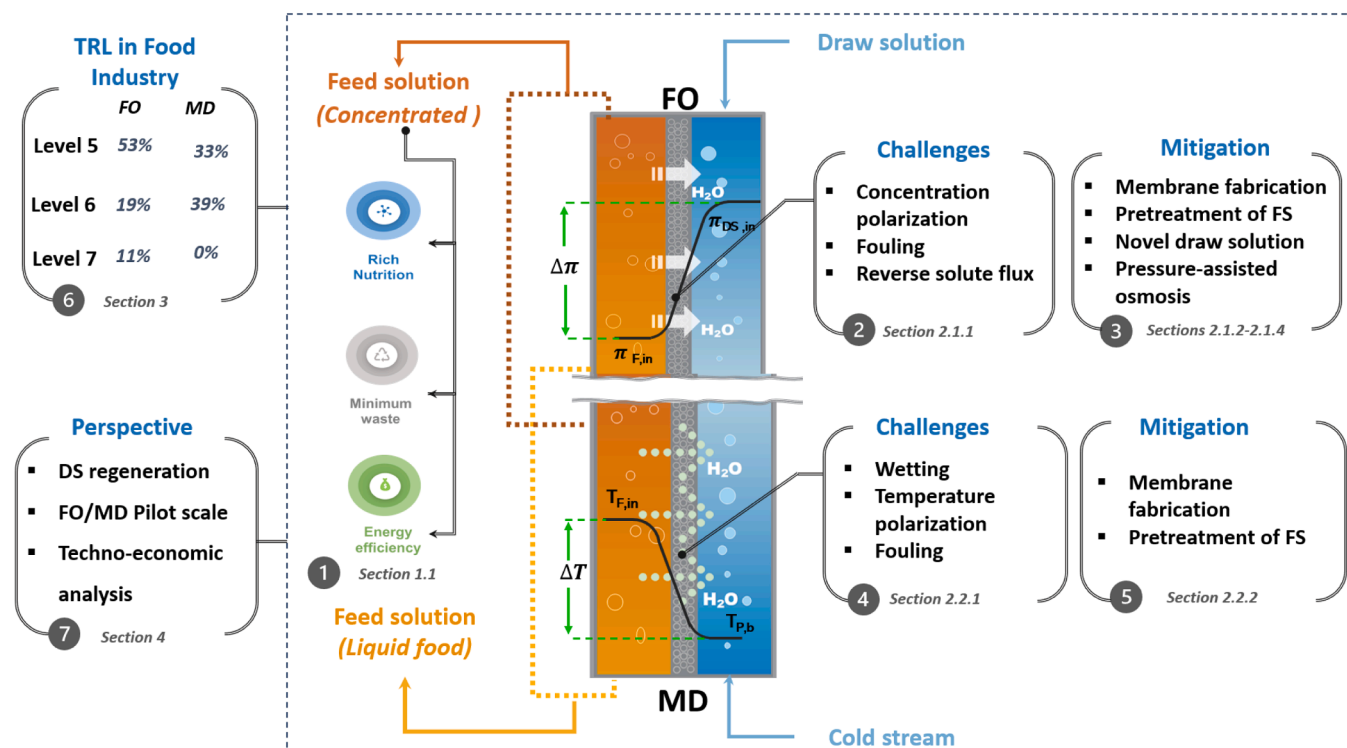 TRL in Food
Industry
FO MD
Level 5 53% 33%
Level 6 19% 39%
Level 7 11% 0%
6 Section 3
Perspective
▪ DS regeneration
▪ FO/MD Pilot scale
▪ Techno-economic
analysis
7 Section 4
Feed solution
(Concentrated )
Rich
Nutrition
Minimum
waste
Energy
efficiency
1 Section 1.1
Feed solution
(Liquid food)
Draw solution
FO
H₂O
π DS,in
Δπ
H₂O
π F,in
H₂O
T F,in
ΔT
H₂O
H₂O
T P,b
MD
Cold stream
Challenges
▪ Concentration
polarization
▪ Fouling
▪ Reverse solute flux
2 Section 2.1.1
Mitigation
▪ Membrane fabrication
▪ Pretreatment of FS
▪ Novel draw solution
▪ Pressure-assisted
osmosis
3 Sections 2.1.2-2.1.4
Challenges
▪ Wetting
▪ Temperature
polarization
▪ Fouling
4 Section 2.2.1
Mitigation
▪ Membrane
fabrication
▪ Pretreatment of FS
5 Section 2.2.2